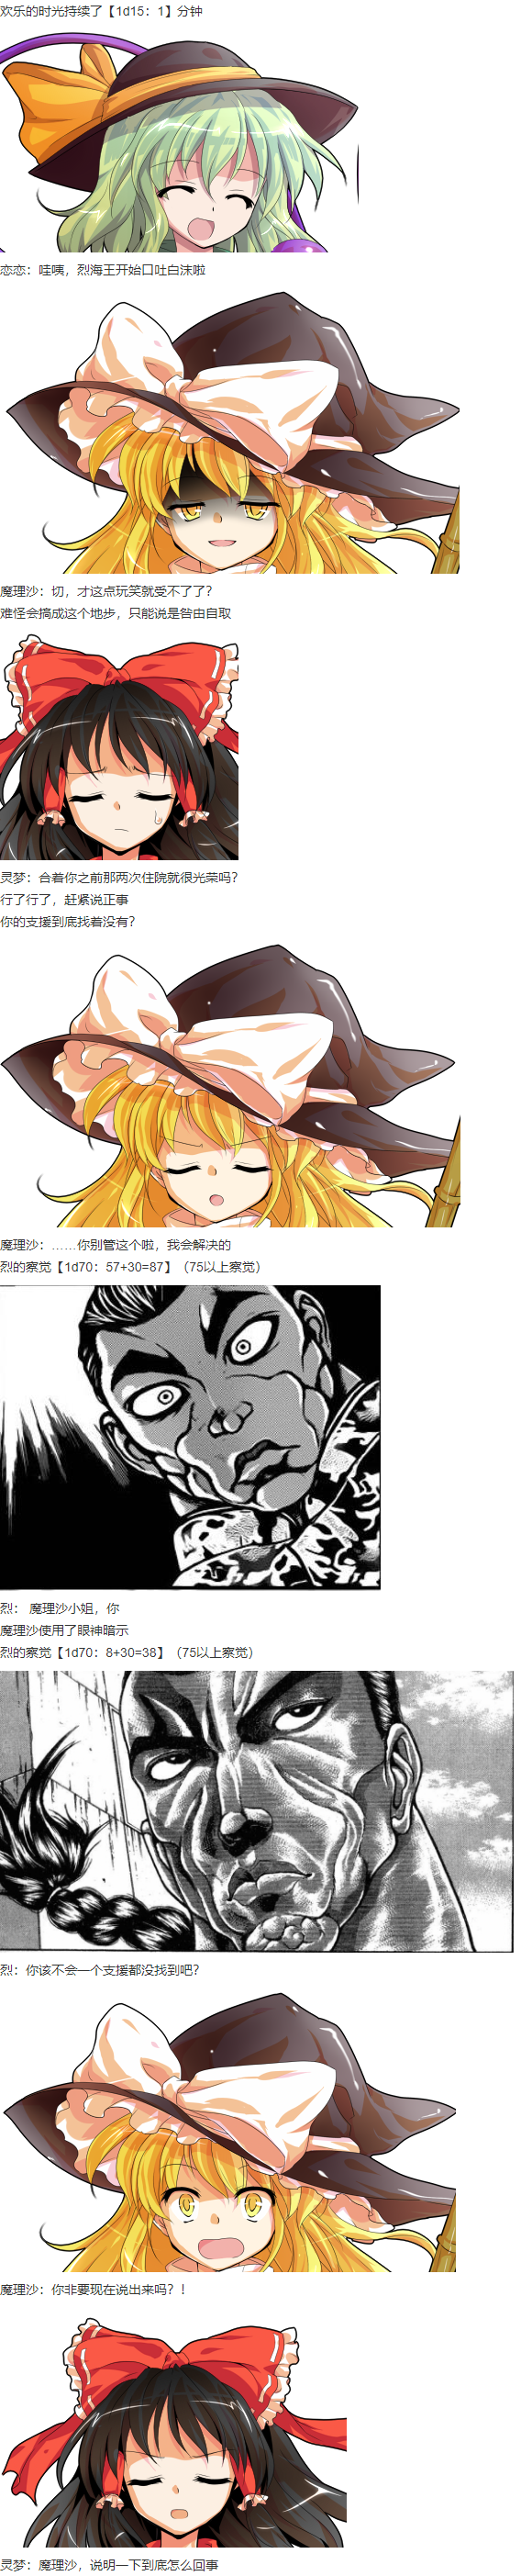 欢乐的时光持续了【1d15：1】分钟
恋恋：哇咦，烈海王开始口吐白沫啦
魔理沙：切，才这点玩笑就受不了了？
难怪会搞成这个地步，只能说是咎由自取
灵梦：合着你之前那两次住院就很光荣吗？
行了行了，赶紧说正事
你的支援到底找着没有？
魔理沙：……你别管这个啦，我会解决的
烈的察觉【1d70：57+30=87】（75以上察觉）
烈： 魔理沙小姐，你
魔理沙使用了眼神暗示
烈的察觉【1d70：8+30=38】（75以上察觉）
烈：你该不会一个支援都没找到吧？
魔理沙：你非要现在说出来吗？！
灵梦：魔理沙，说明一下到底怎么回事